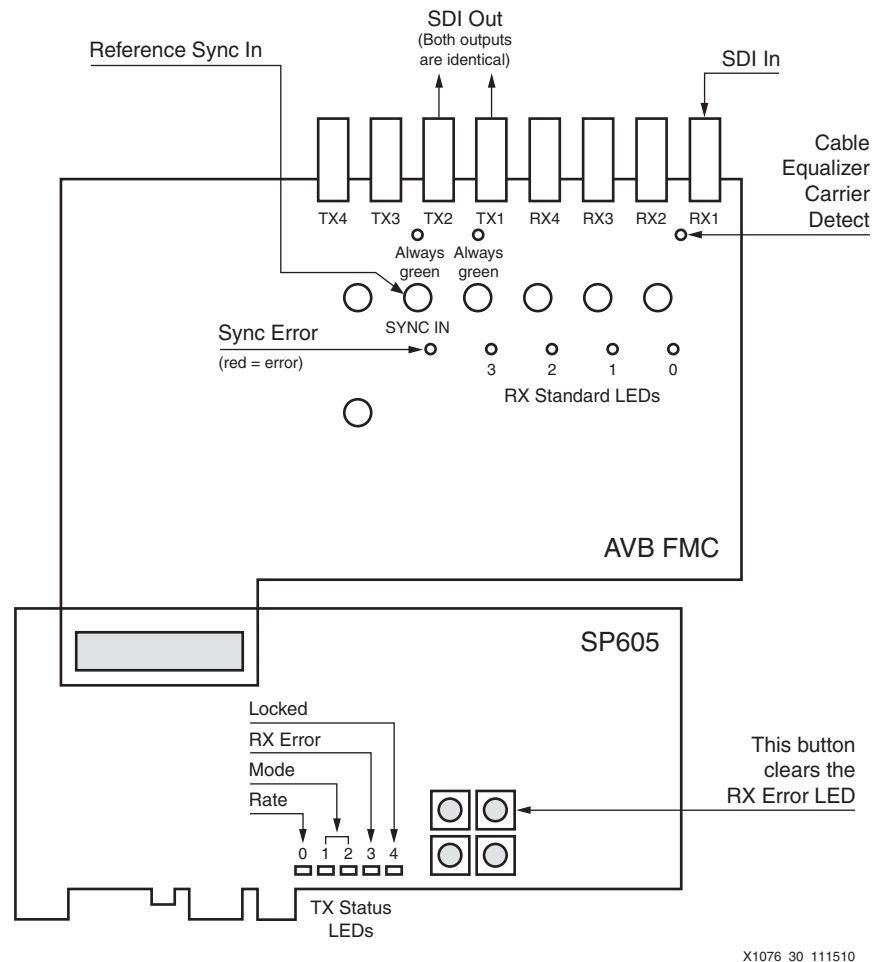 SDI Out
(Both outputs
are identical)
Reference Sync In
SDI In
Cable
Equalizer
Carrier
Detect
TX4 TX3 TX2 TX1 RX4 RX3 RX2 RX1
Always Always
green green
SYNC IN
Sync Error
(red = error)
3 2 1 0
RX Standard LEDs
AVB FMC
SP605
Locked
RX Error
Mode
Rate
This button
clears the
RX Error LED
0 1 2 3 4
TX Status
LEDs
X1076_30_111510